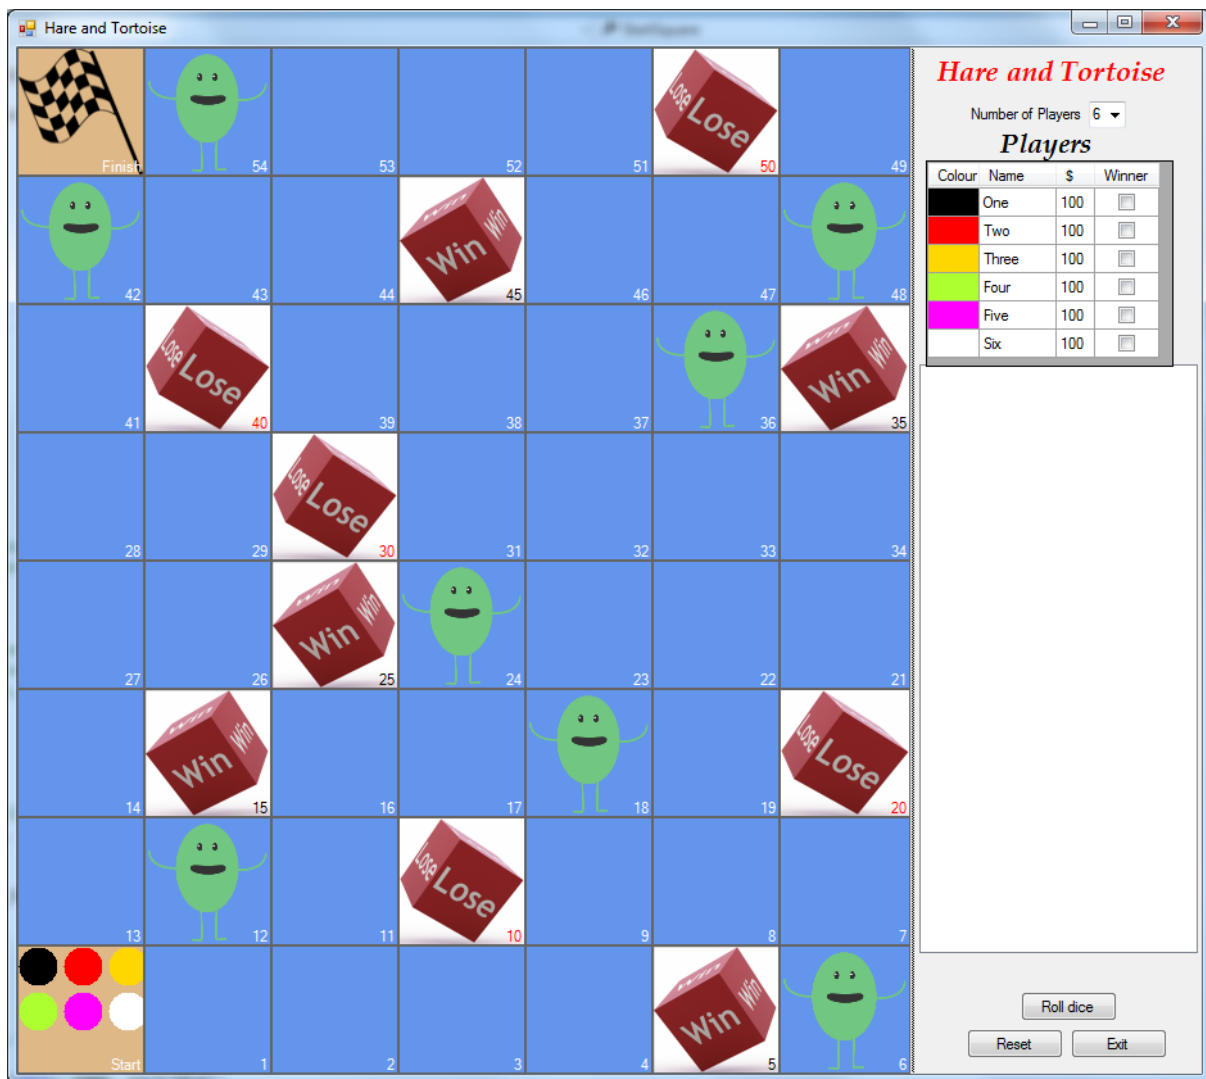 Hare and Tortoise
Finish 54 53 52 51 Lose Lose 50 49
42 43 44 Win Win Win 45 46 47 48
41 Lose Lose 40 39 38 37 36 Win Win Win 35
28 29 Lose Lose 30 31 32 33 34
27 26 Win Win Win 25 24 23 22 21
14 Win Win Win 15 16 17 18 19 Lose Lose 20
13 12 11 Lose Lose 10 9 8 7
Start 1 2 3 4 Win Win Win 5 6
Hare and Tortoise
Number of Players 6
Players
Colour Name $ Winner
One 100
Two 100
Three 100
Four 100
Five 100
Six 100
Roll dice
Reset Exit